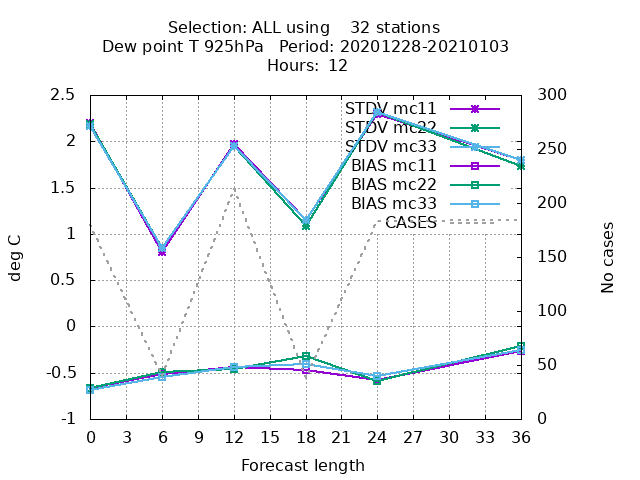 Selection: ALL using    32 stations
Dew point T 925hPa   Period: 20201228-20210103
Hours:  12
2.5
2
1.5
1
0.5
0
-0.5
-1
300
250
200
150
100
50
0
deg C
No cases
STDV mc11
STDV mc22
STDV mc33
BIAS mc11
BIAS mc22
BIAS mc33
CASES
0 3 6 9 12 15 18 21 24 27 30 33 36
Forecast length